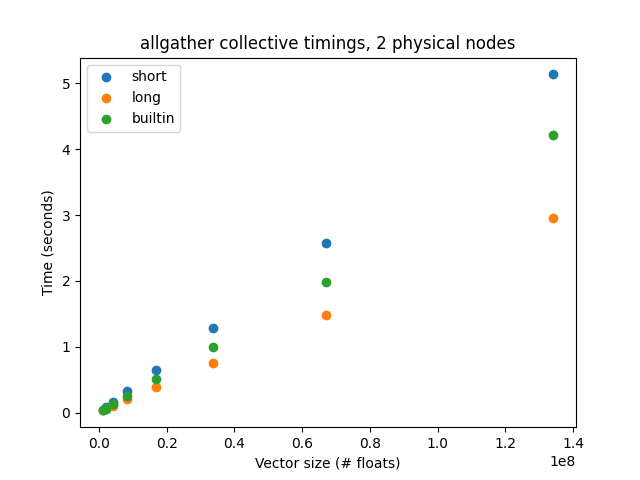 allgather collective timings, 2 physical nodes
short
long
builtin
5
4
3
2
1
0
Time (seconds)
0.0 0.2 0.4 0.6 0.8 1.0 1.2 1.4
1e8
Vector size (# floats)